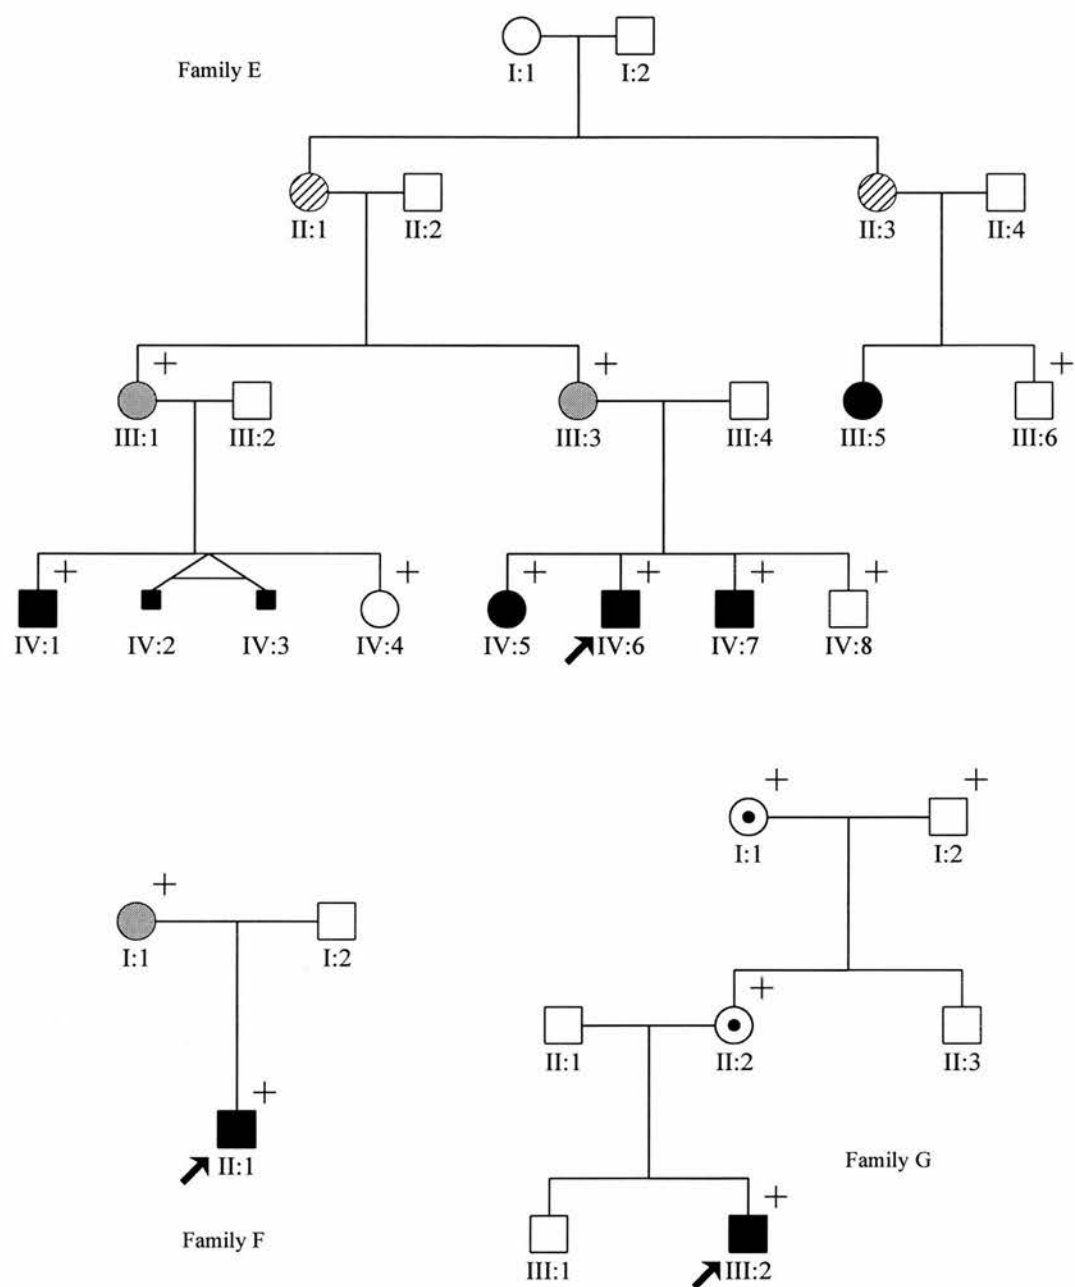 Family E
I:1 I:2
II:1 II:2 II:3 II:4
+ + +
III:1 III:2 III:3 III:4 III:5 III:6
+ + + + + +
IV:1 IV:2 IV:3 IV:4 IV:5 IV:6 IV:7 IV:8
+ +
I:1 I:2
+
I:1 I:2
+
II:1 II:2 II:3
+
II:1
Family F
Family G
+
III:1 III:2